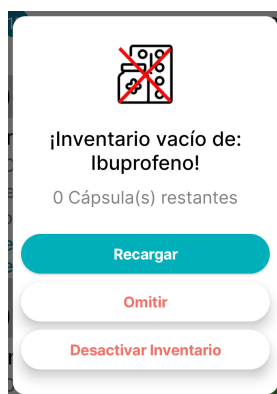 ¡Inventario vacío de:
Ibuprofeno!
0 Cápsula(s) restantes
Recargar
Omitir
Desactivar Inventario